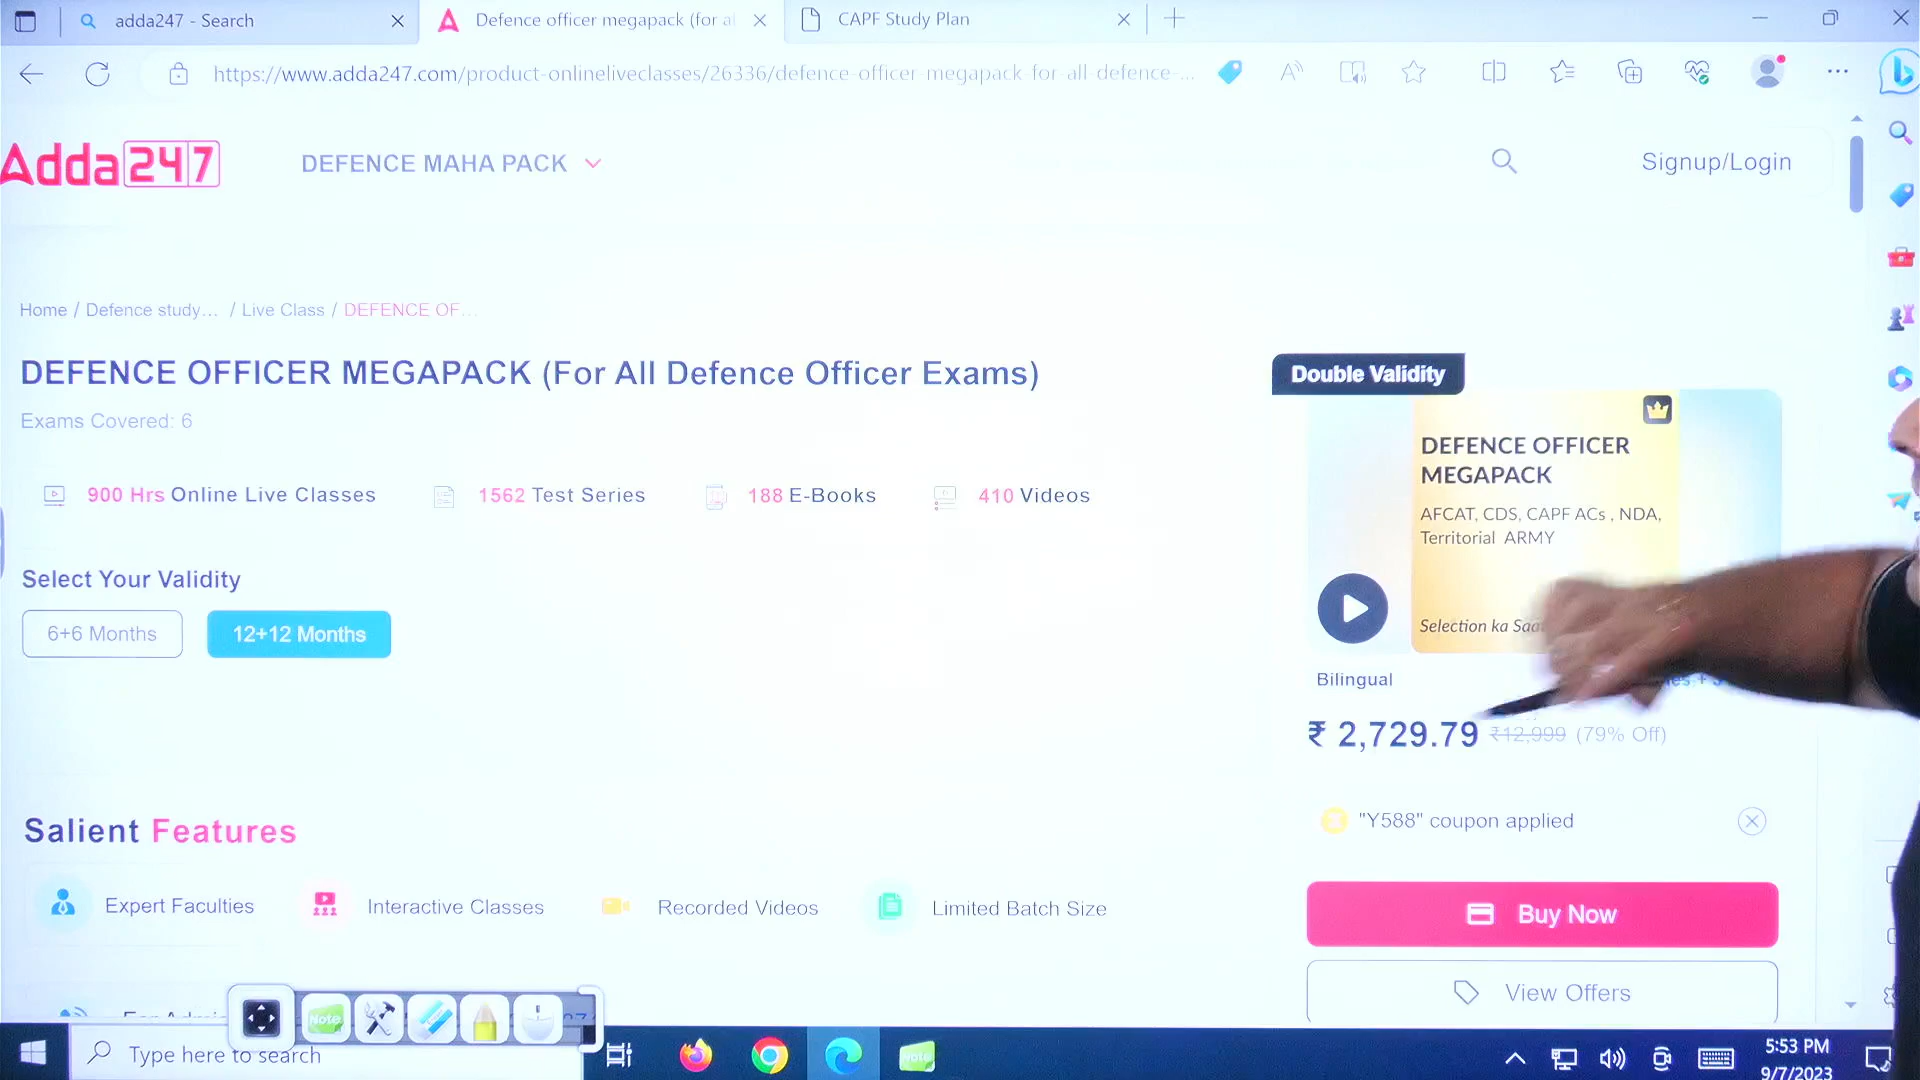 adda247 - Search
Defence officer megapack (for al
CAPF Study Plan
https://www.adda247.com/product-onlineliveclasses/26336/defence-officer-megapack-for-all-defence-...
Adda247
DEFENCE MAHA PACK
Signup/Login
Home / Defence study... / Live Class / DEFENCE OF...
DEFENCE OFFICER MEGAPACK (For All Defence Officer Exams)
Exams Covered: 6
900 Hrs Online Live Classes
1562 Test Series
188 E-Books
410 Videos
Select Your Validity
6+6 Months
12+12 Months
Double Validity
DEFENCE OFFICER
MEGAPACK
AFCAT, CDS, CAPF ACs , NDA,
Territorial ARMY
Selection ka
Bilingual
₹ 2,729.79 ₹12,999 (79% Off)
"Y588" coupon applied
Buy Now
View Offers
Salient Features
Expert Faculties
Interactive Classes
Recorded Videos
Limited Batch Size
Note
Type here to search
note
5:53 PM
9/7/2023